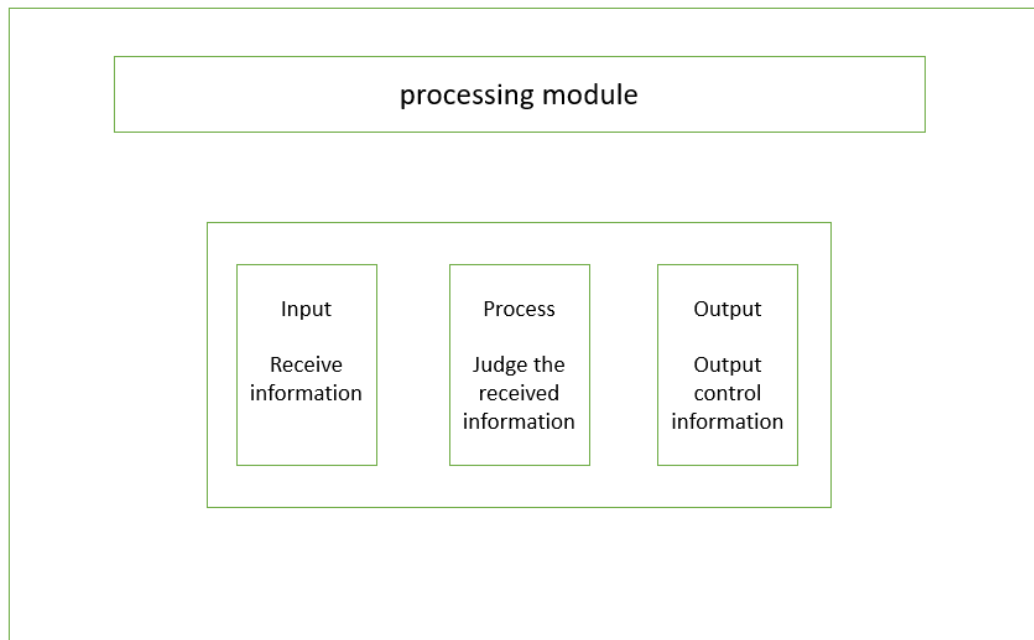 processing module
Input
Receive
information
Process
Judge the
received
information
Output
Output
control
information